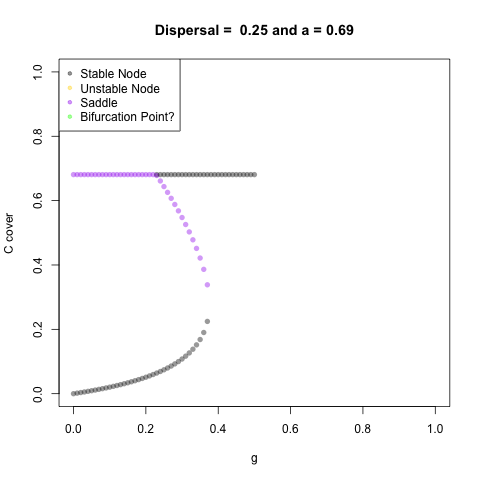 Dispersal =  0.25 and a = 0.69
Stable Node
Unstable Node
Saddle
Bifurcation Point?
1.0
0.8
0.6
0.4
0.2
0.0
C cover
0.0 0.2 0.4 0.6 0.8 1.0
g